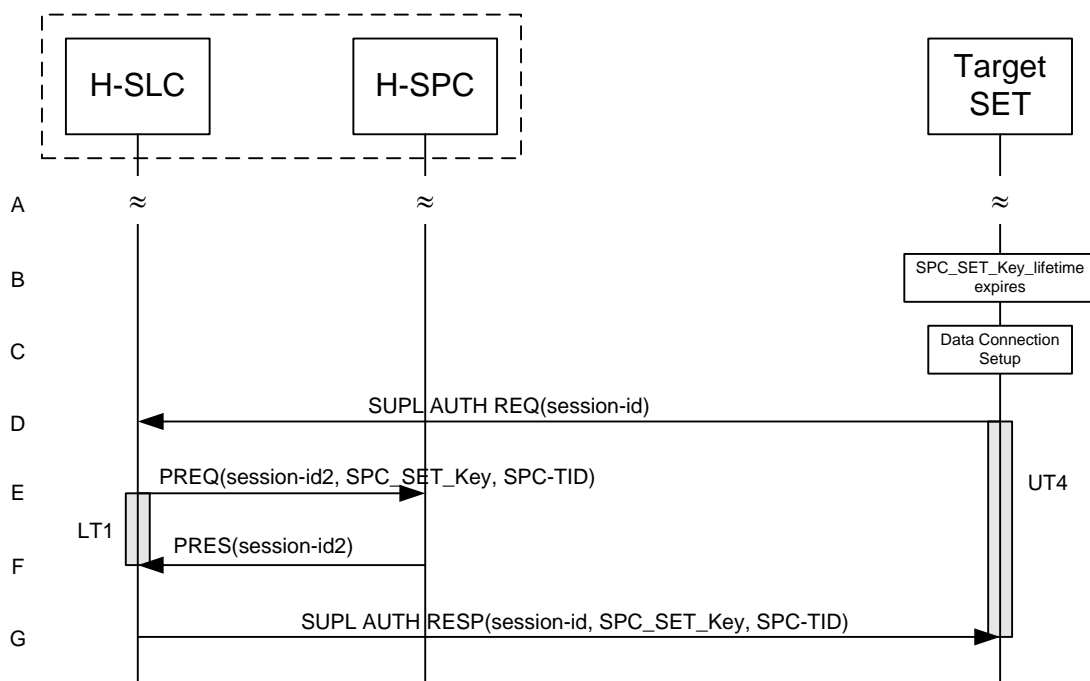 H-SLC
H-SPC
Target
SET
A
≈
≈
≈
B
SPC_SET_Key_lifetime
expires
C
Data Connection
Setup
SUPL AUTH REQ(session-id)
D
PREQ(session-id2, SPC_SET_Key, SPC-TID)
E
UT4
LT1
PRES(session-id2)
F
SUPL AUTH RESP(session-id, SPC_SET_Key, SPC-TID)
G